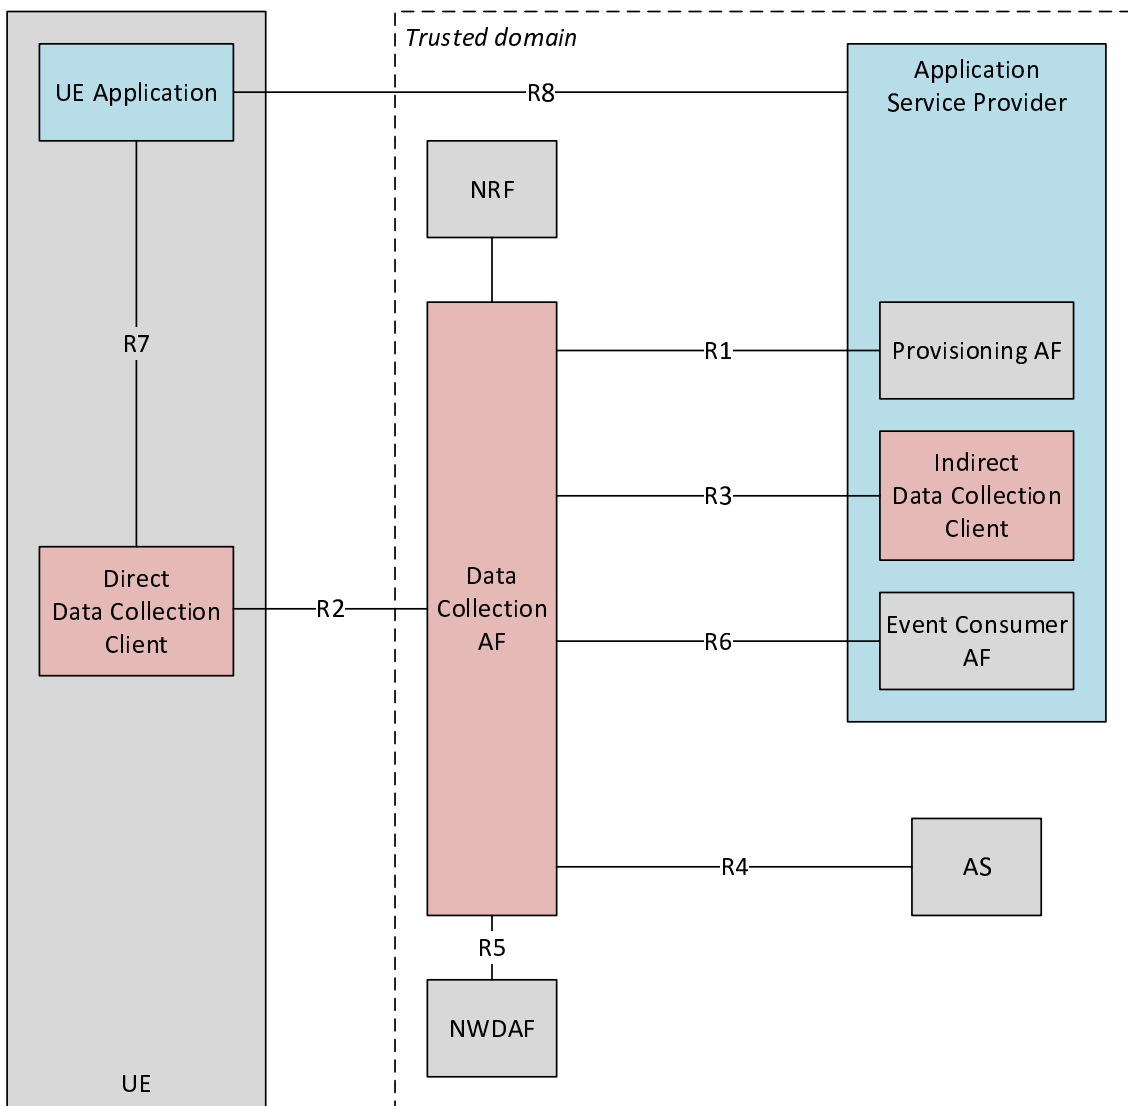 Trusted domain
UE Application
R8
Application
Service Provider
NRF
R7
R1
Provisioning AF
R3
Indirect
Data Collection
Client
Direct
Data Collection
Client
R2
Data
Collection
AF
R6
Event Consumer
AF
R4
AS
R5
NWDAF
UE